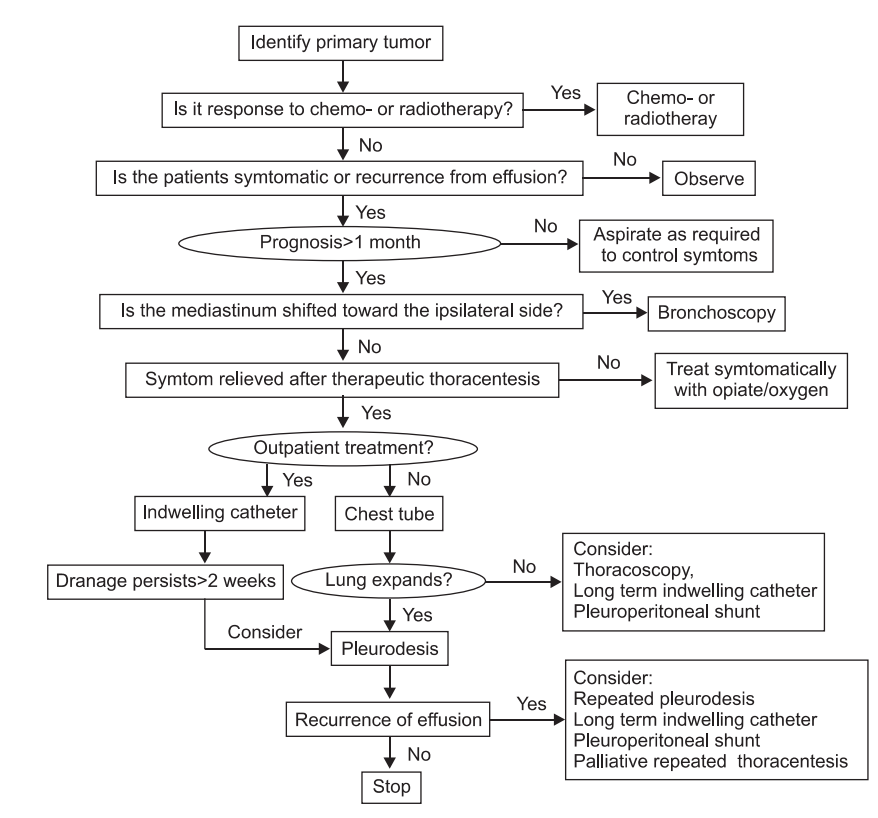 Identify primary tumor
Is it response to chemo- or radiotherapy?
Yes
Chemo- or
radiotheray
No
Is the patients symtomatic or recurrence from effusion?
No
Observe
Yes
Prognosis>1 month
No
Aspirate as required
to control symtoms
Yes
Is the mediastinum shifted toward the ipsilateral side?
Yes
Bronchoscopy
No
Symtom relieved after therapeutic thoracentesis
No
Treat symtomatically
with opiate/oxygen
Yes
Outpatient treatment?
Yes
No
Indwelling catheter
Chest tube
Dranage persists>2 weeks
Lung expands?
No
Consider:
Thoracoscopy,
Long term indwelling catheter
Pleuroperitoneal shunt
Yes
Consider
Pleurodesis
Recurrence of effusion
Yes
Consider:
Repeated pleurodesis
Long term indwelling catheter
Pleuroperitoneal shunt
Palliative repeated thoracentesis
No
Stop